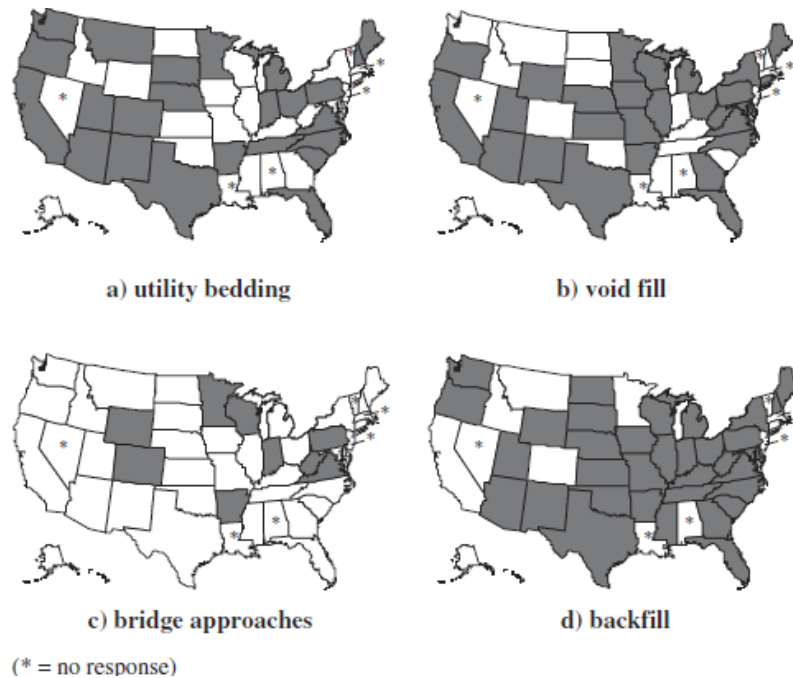 a) utility bedding
b) void fill
c) bridge approaches
d) backfill
(* = no response)